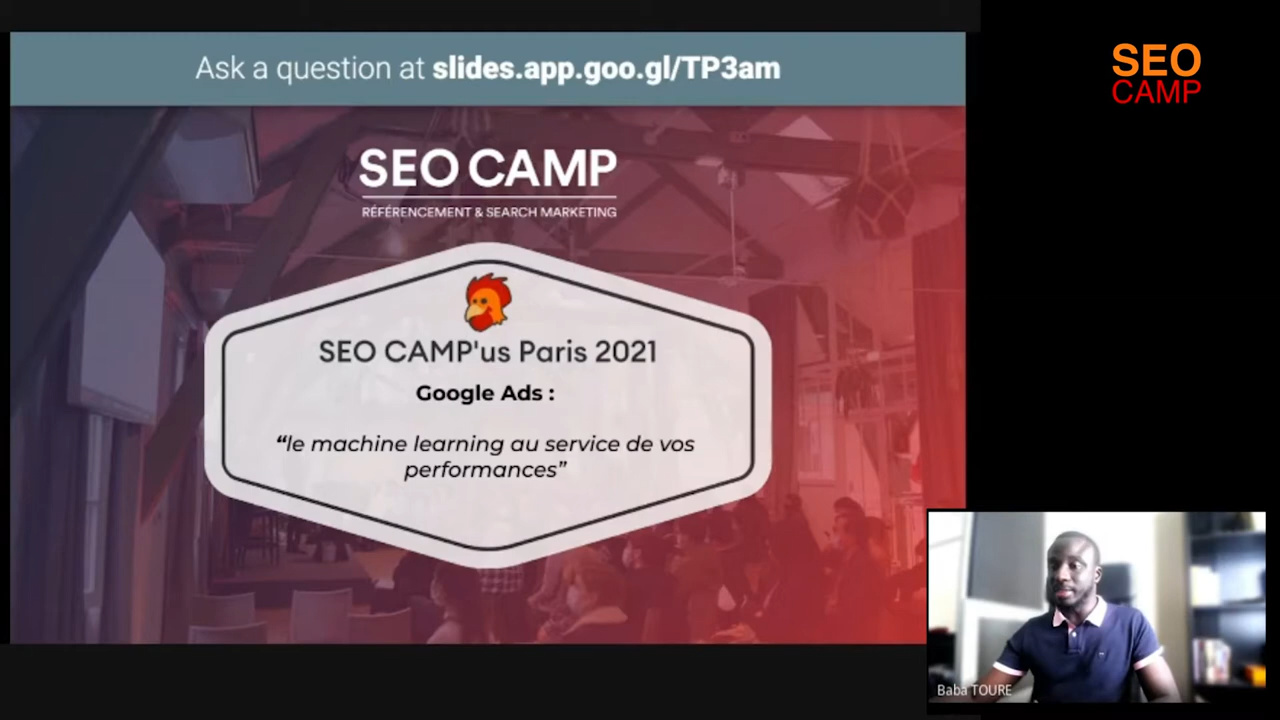 Ask a question at slides.app.goo.gl/TP3am
SEO
CAMP
SEO CAMP
RÉFÉRENCEMENT & SEARCH MARKETING
SEO CAMP'us Paris 2021
Google Ads :
“le machine learning au service de vos
performances”
Baba TOURE